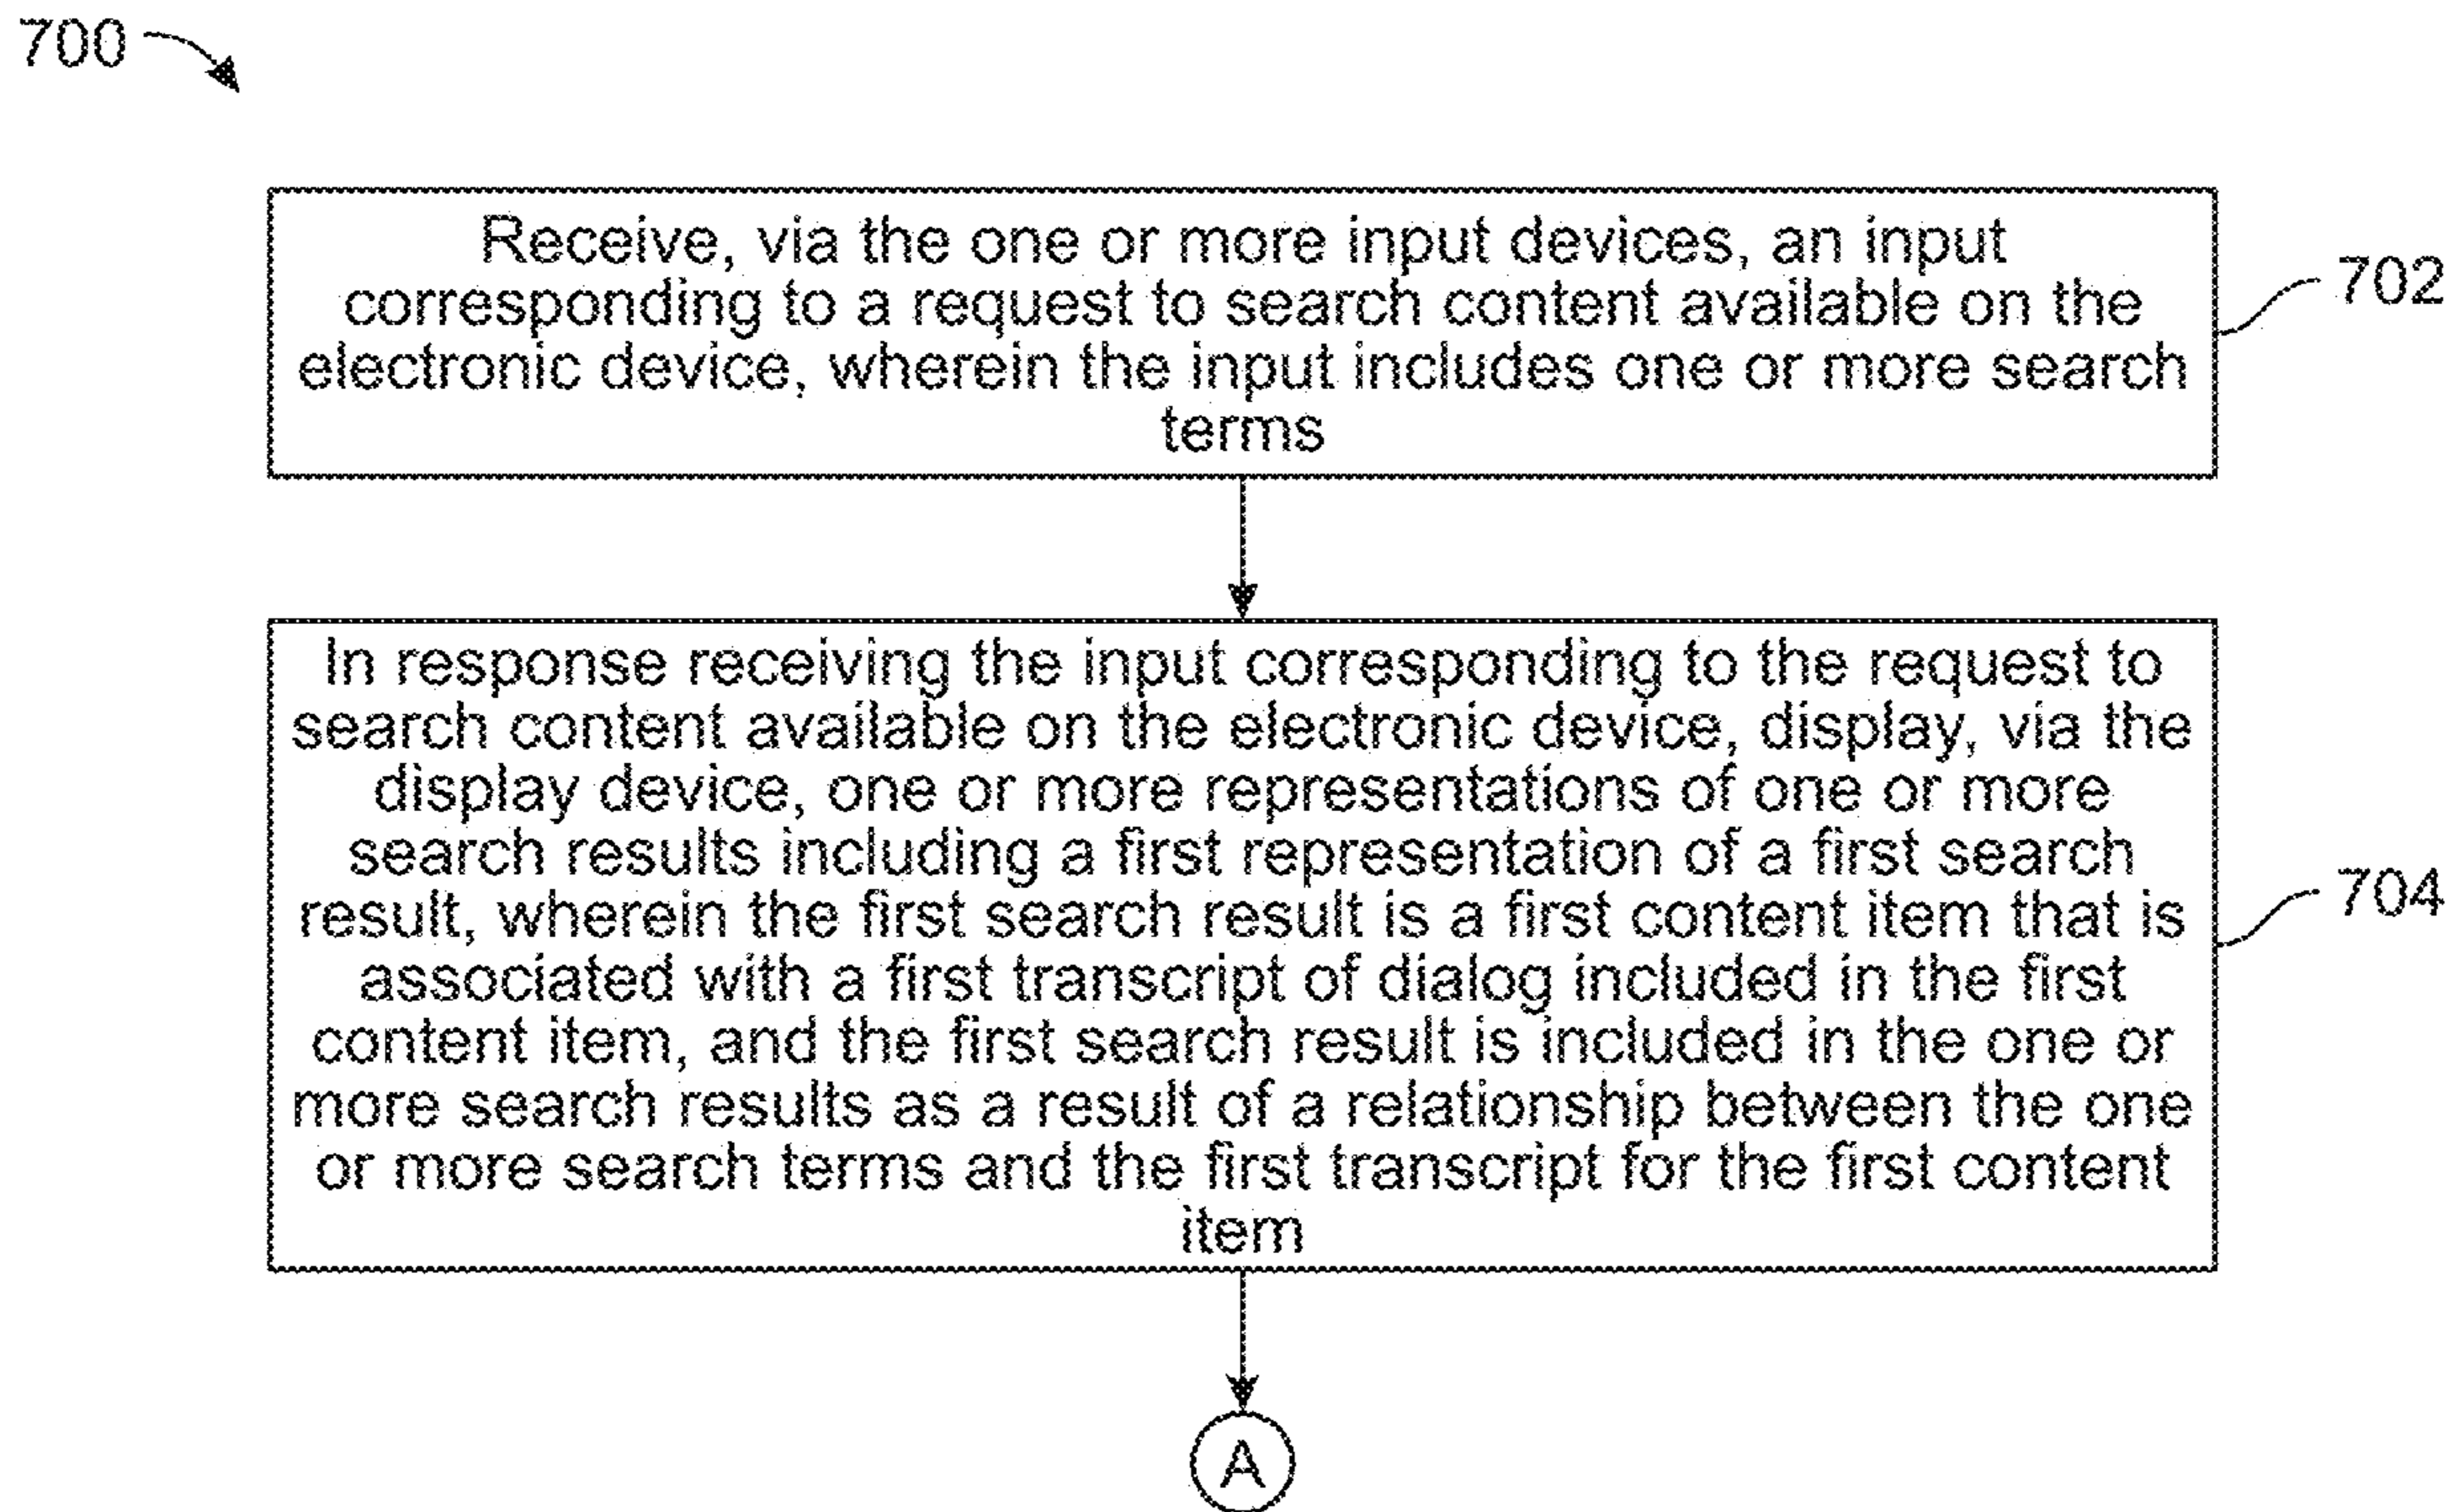 700
Receive, via the one or more input devices, an input
corresponding to a request to search content available on the
electronic device, wherein the input includes one or more search
terms
702
In response receiving the input corresponding to the request to
search content available on the electronic device, display, via the
display device, one or more representations of one or more
search results including a first representation of a first search
result, wherein the first search result is a first content item that is
associated with a first transcript of dialog included in the first
content item, and the first search result is included in the one or
more search results as a result of a relationship between the one
or more search terms and the first transcript for the first content
item
704
A